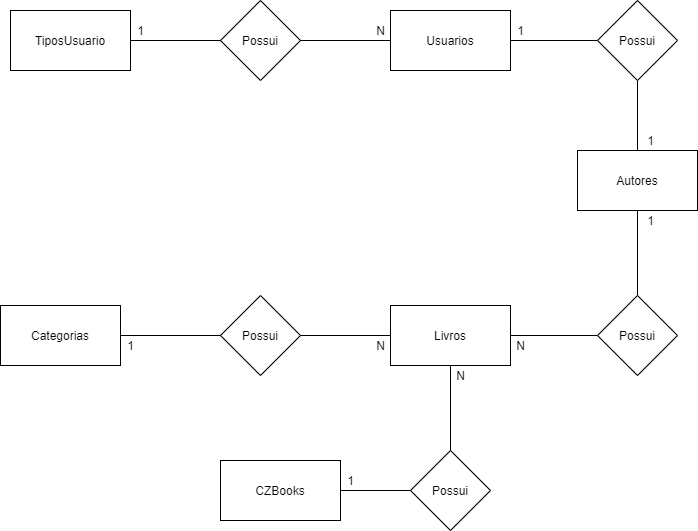 TiposUsuario
1
Possui
N
Usuarios
1
Possui
1
Autores
1
Categorias
1
Possui
N
Livros
N
Possui
N
CZBooks
1
Possui